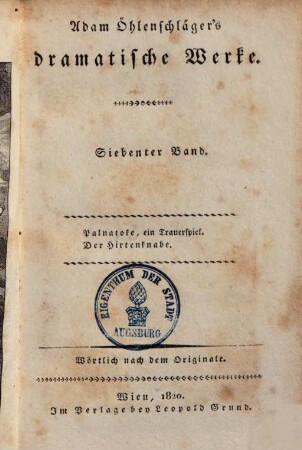 Adam Öhlenschläger's
dramatische Werke.
Siebenter Band.
Palnatoke, ein Trauerspiel.
Der Hirtenknabe.
EIGENTHUM DER STADT
AUGSBURG
Wörtlich nach dem Originale.
Wien, 1820.
Im Verlage bey Leopold Grund.